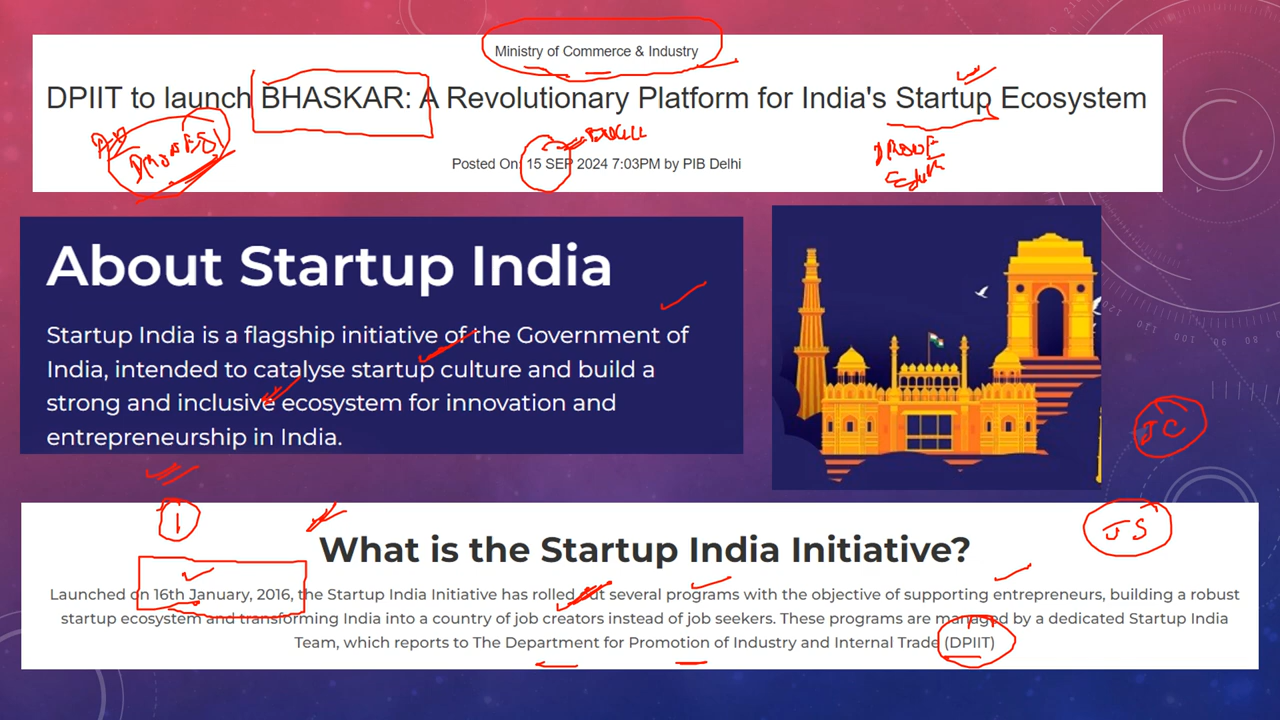 Ministry of Commerce & Industry
DPIIT to launch BHASKAR: A Revolutionary Platform for India's Startup Ecosystem
Posted On: 15 SEP 2024 7:03PM by PIB Delhi
About Startup India
Startup India is a flagship initiative of the Government of
India, intended to catalyse startup culture and build a
strong and inclusive ecosystem for innovation and
entrepreneurship in India.
JC
1
JS
What is the Startup India Initiative?
Launched on 16th January, 2016, the Startup India Initiative has rolled out several programs with the objective of supporting entrepreneurs, building a robust
startup ecosystem and transforming India into a country of job creators instead of job seekers. These programs are managed by a dedicated Startup India
Team, which reports to The Department for Promotion of Industry and Internal Trade (DPIIT)
100
80
120